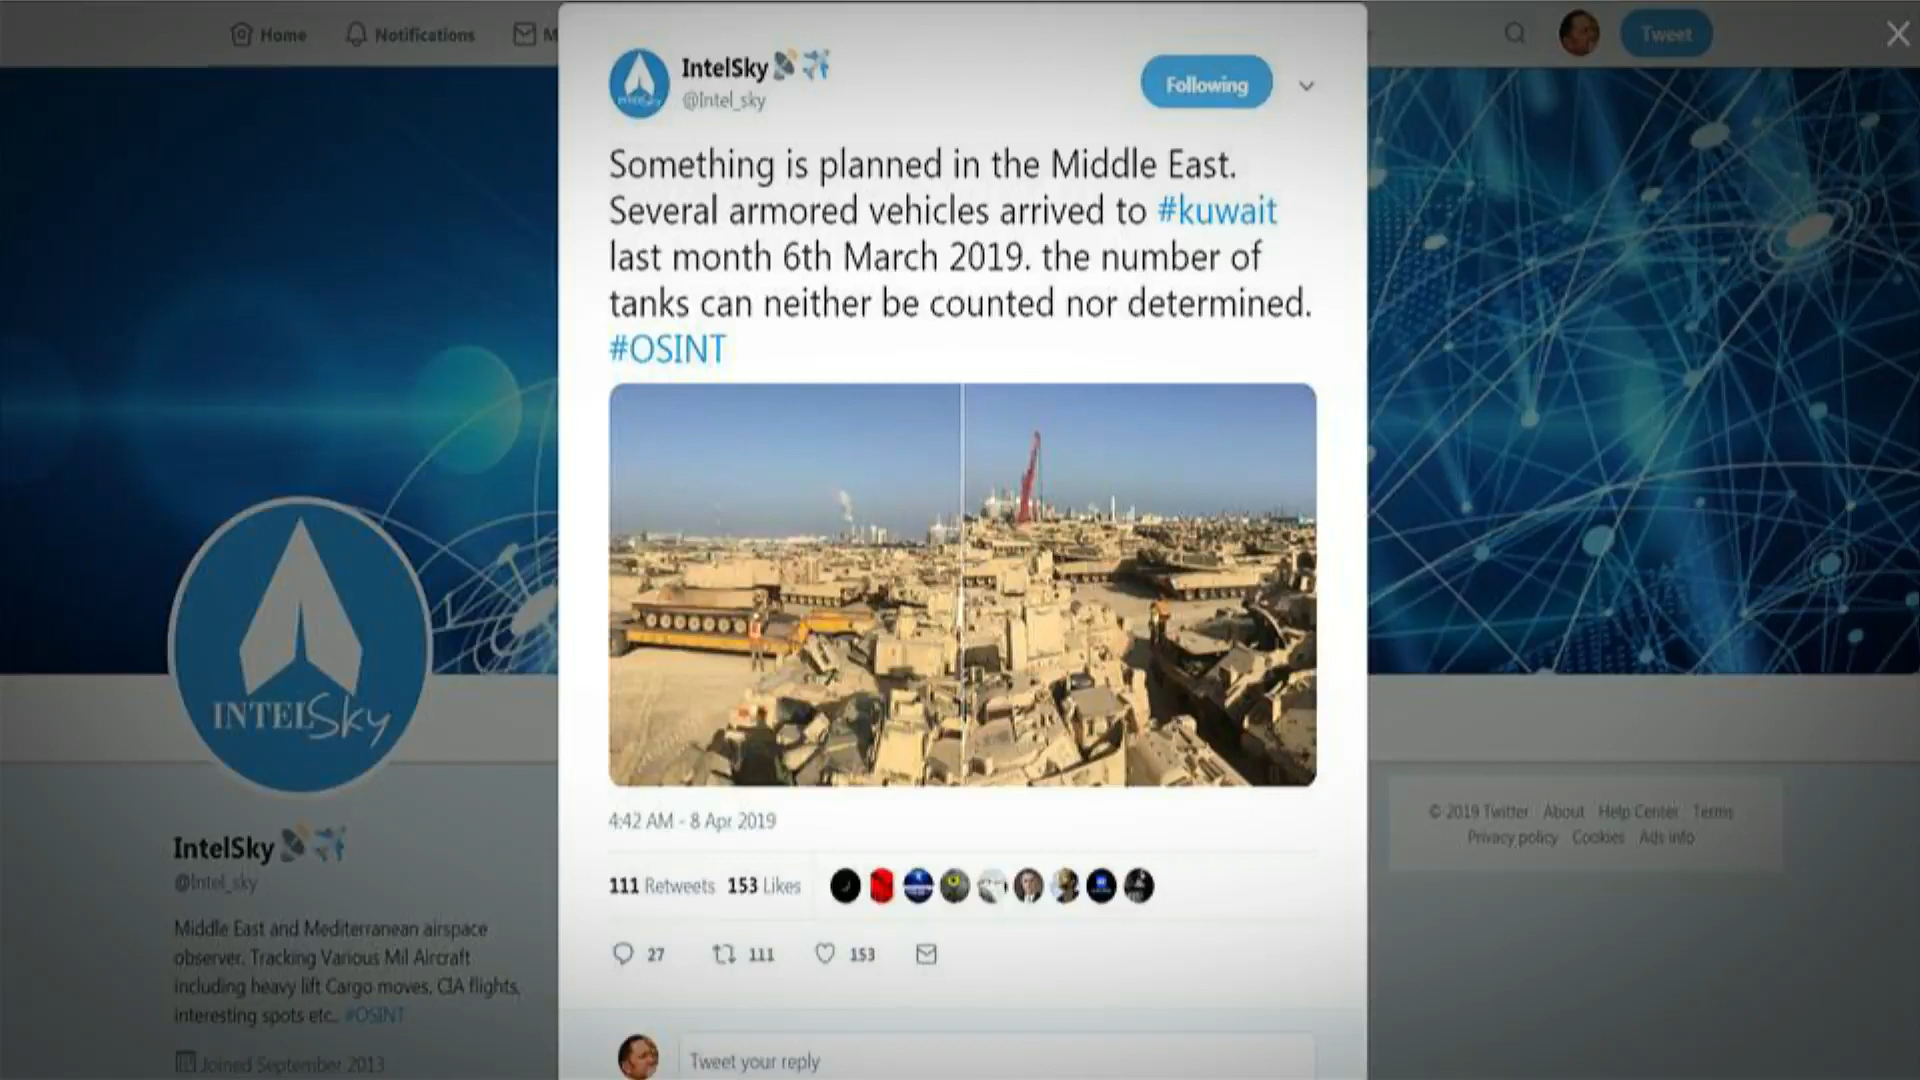 Home
Notifications
M
Tweet
IntelSky
@Intel_sky
Following
Something is planned in the Middle East.
Several armored vehicles arrived to #kuwait
last month 6th March 2019. the number of
tanks can neither be counted nor determined.
#OSINT
4:42 AM - 8 Apr 2019
111 Retweets 153 Likes
27
111
153
Tweet your reply
INTELSky
IntelSky
@Intel_sky
Middle East and Mediterranean airspace
observer. Tracking Various Mil Aircraft
including heavy lift Cargo moves, CIA flights,
interesting spots etc.. #OSINT
Joined September 2013
© 2019 Twitter About Help Center Terms
Privacy policy Cookies Ads info